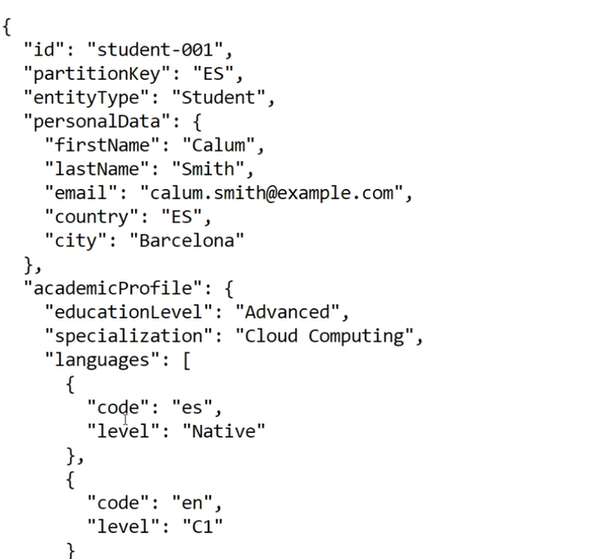 {
  "id": "student-001",
  "partitionKey": "ES",
  "entityType": "Student",
  "personalData": {
    "firstName": "Calum",
    "lastName": "Smith",
    "email": "calum.smith@example.com",
    "country": "ES",
    "city": "Barcelona"
  },
  "academicProfile": {
    "educationLevel": "Advanced",
    "specialization": "Cloud Computing",
    "languages": [
      {
        "code": "es",
        "level": "Native"
      },
      {
        "code": "en",
        "level": "C1"
      }